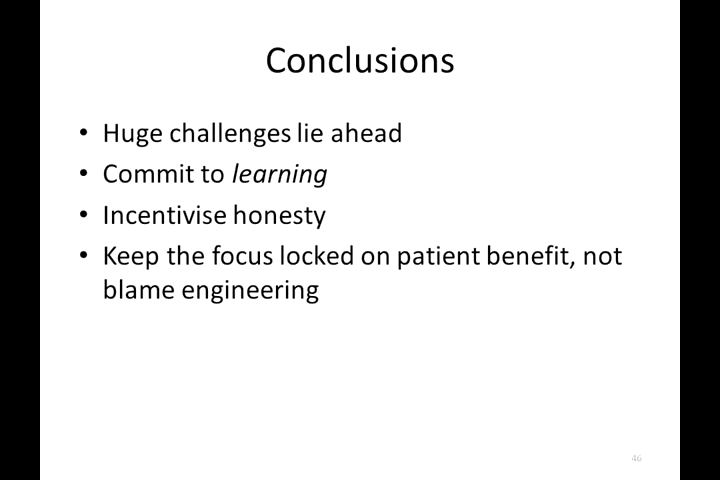 Conclusions
• Huge challenges lie ahead
• Commit to learning
• Incentivise honesty
• Keep the focus locked on patient benefit, not
blame engineering
46